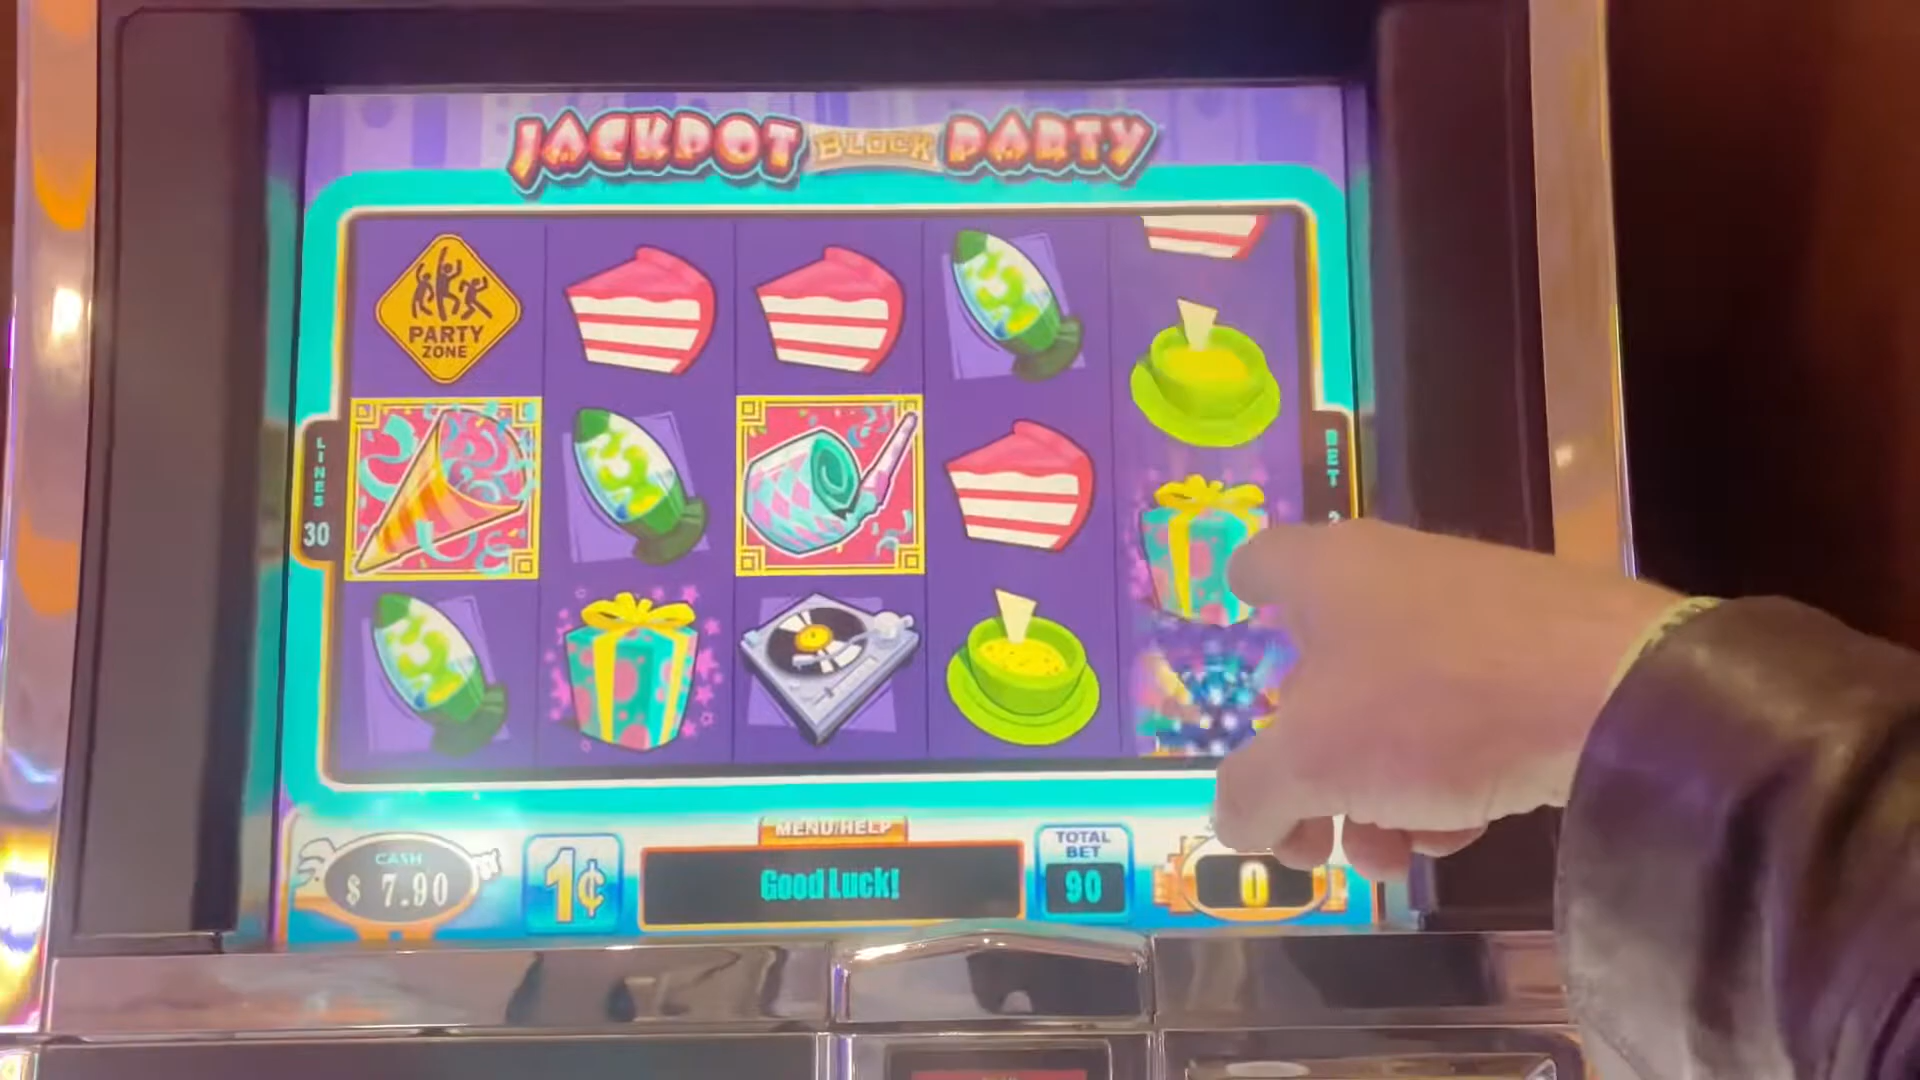 JACKPOT BLOCK PARTY
PARTY
ZONE
LINES
30
BET
MENU/HELP
CASH
$ 7.90
1¢
Good Luck!
TOTAL
BET
90
0